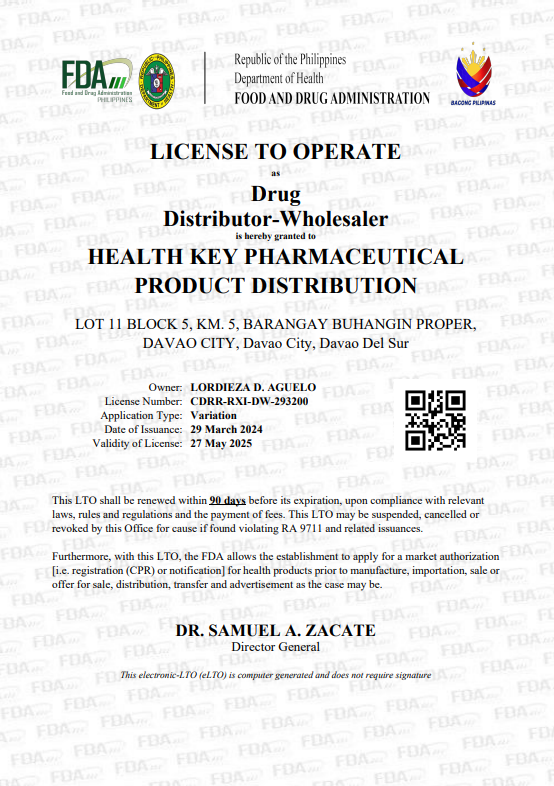 FDA
Food and Drug Administration
PHILIPPINES
Republic of the Philippines
Department of Health
FOOD AND DRUG ADMINISTRATION
BAGONG PILIPINAS
LICENSE TO OPERATE
as
Drug
Distributor-Wholesaler
is hereby granted to
HEALTH KEY PHARMACEUTICAL
PRODUCT DISTRIBUTION
LOT 11 BLOCK 5, KM. 5, BARANGAY BUHANGIN PROPER,
DAVAO CITY, Davao City, Davao Del Sur
Owner: LORDIEZA D. AGUELO
License Number: CDRR-RXI-DW-293200
Application Type: Variation
Date of Issuance: 29 March 2024
Validity of License: 27 May 2025
This LTO shall be renewed within 90 days before its expiration, upon compliance with relevant
laws, rules and regulations and the payment of fees. This LTO may be suspended, cancelled or
revoked by this Office for cause if found violating RA 9711 and related issuances.
Furthermore, with this LTO, the FDA allows the establishment to apply for a market authorization
[i.e. registration (CPR) or notification] for health products prior to manufacture, importation, sale or
offer for sale, distribution, transfer and advertisement as the case may be.
DR. SAMUEL A. ZACATE
Director General
This electronic-LTO (eLTO) is computer generated and does not require signature